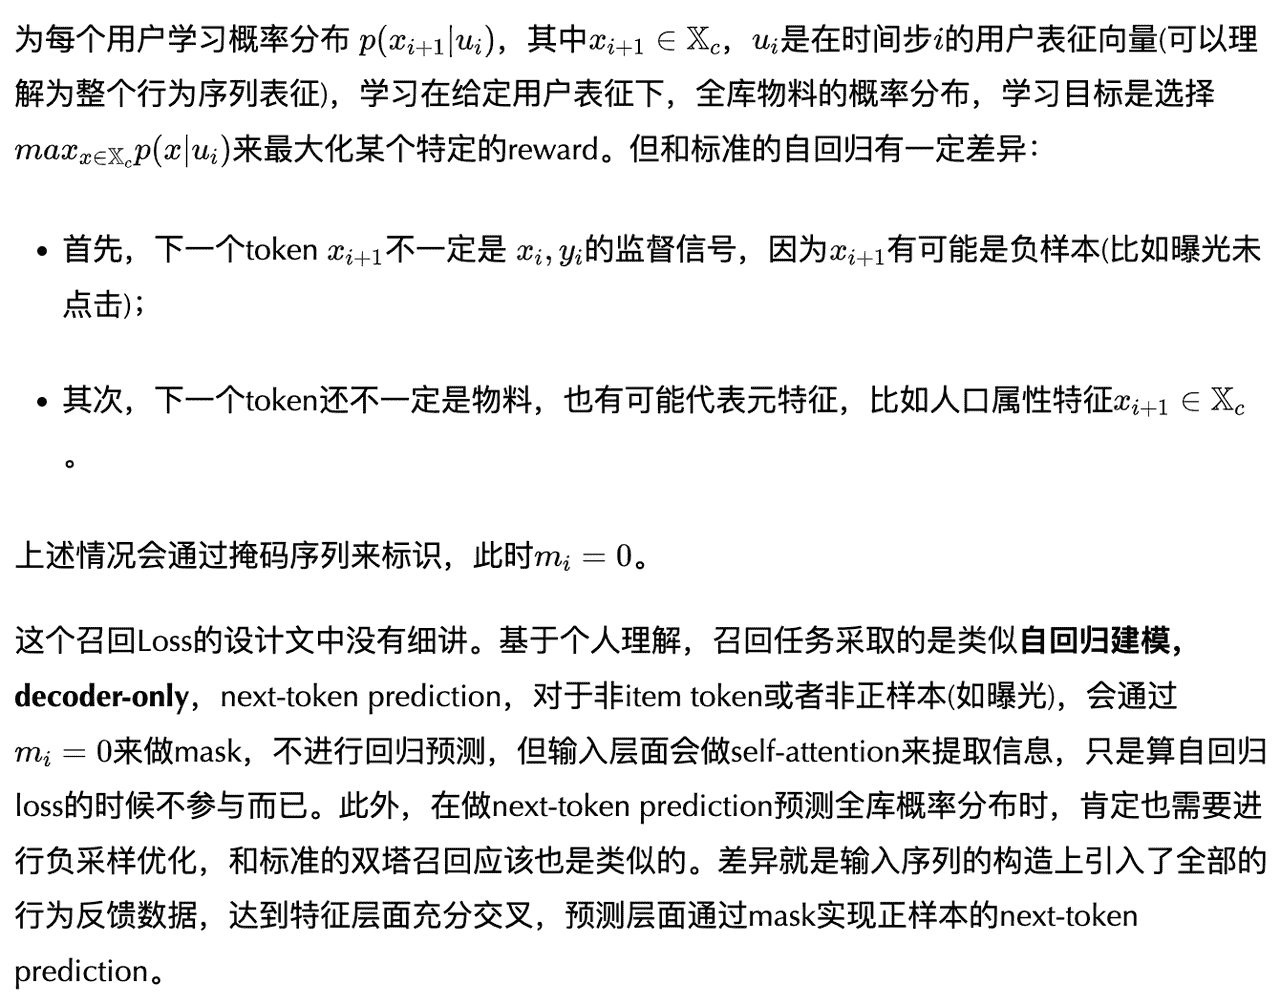 为每个用户学习概率分布 p(x_{i+1}|u_i)，其中x_{i+1} ∈ 𝕏_c，u_i是在时间步i的用户表征向量(可以理
解为整个行为序列表征)，学习在给定用户表征下，全库物料的概率分布，学习目标是选择
max_{x∈𝕏_c}p(x|u_i)来最大化某个特定的reward。但和标准的自回归有一定差异：
• 首先，下一个token x_{i+1}不一定是 x_i, y_i的监督信号，因为x_{i+1}有可能是负样本(比如曝光未
点击)；
• 其次，下一个token还不一定是物料，也有可能代表元特征，比如人口属性特征x_{i+1} ∈ 𝕏_c
。
上述情况会通过掩码序列来标识，此时m_i = 0。
这个召回Loss的设计文中没有细讲。基于个人理解，召回任务采取的是类似自回归建模，
decoder-only，next-token prediction，对于非item token或者非正样本(如曝光)，会通过
m_i = 0来做mask，不进行回归预测，但输入层面会做self-attention来提取信息，只是算自回归
loss的时候不参与而已。此外，在做next-token prediction预测全库概率分布时，肯定也需要进
行负采样优化，和标准的双塔召回应该也是类似的。差异就是输入序列的构造上引入了全部的
行为反馈数据，达到特征层面充分交叉，预测层面通过mask实现正样本的next-token
prediction。